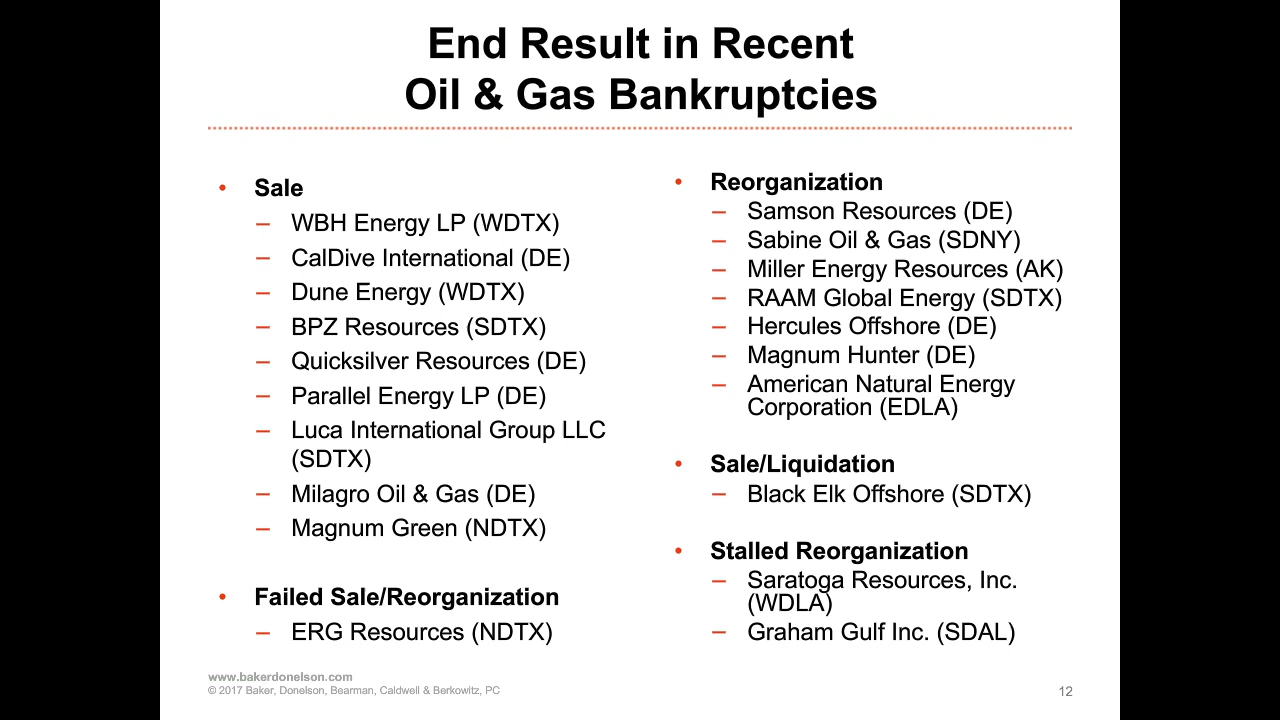 End Result in Recent
Oil & Gas Bankruptcies
• Sale
– WBH Energy LP (WDTX)
– CalDive International (DE)
– Dune Energy (WDTX)
– BPZ Resources (SDTX)
– Quicksilver Resources (DE)
– Parallel Energy LP (DE)
– Luca International Group LLC
(SDTX)
– Milagro Oil & Gas (DE)
– Magnum Green (NDTX)
• Failed Sale/Reorganization
– ERG Resources (NDTX)
• Reorganization
– Samson Resources (DE)
– Sabine Oil & Gas (SDNY)
– Miller Energy Resources (AK)
– RAAM Global Energy (SDTX)
– Hercules Offshore (DE)
– Magnum Hunter (DE)
– American Natural Energy
Corporation (EDLA)
• Sale/Liquidation
– Black Elk Offshore (SDTX)
• Stalled Reorganization
– Saratoga Resources, Inc.
(WDLA)
– Graham Gulf Inc. (SDAL)
www.bakerdonelson.com
© 2017 Baker, Donelson, Bearman, Caldwell & Berkowitz, PC
12